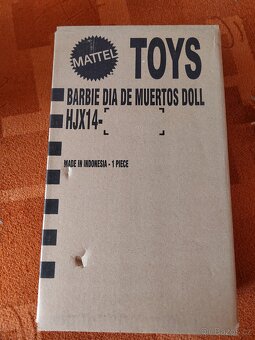 MATTEL
TOYS
BARBIE DIA DE MUERTOS DOLL
HJX14-
MADE IN INDONESIA - 1 PIECE